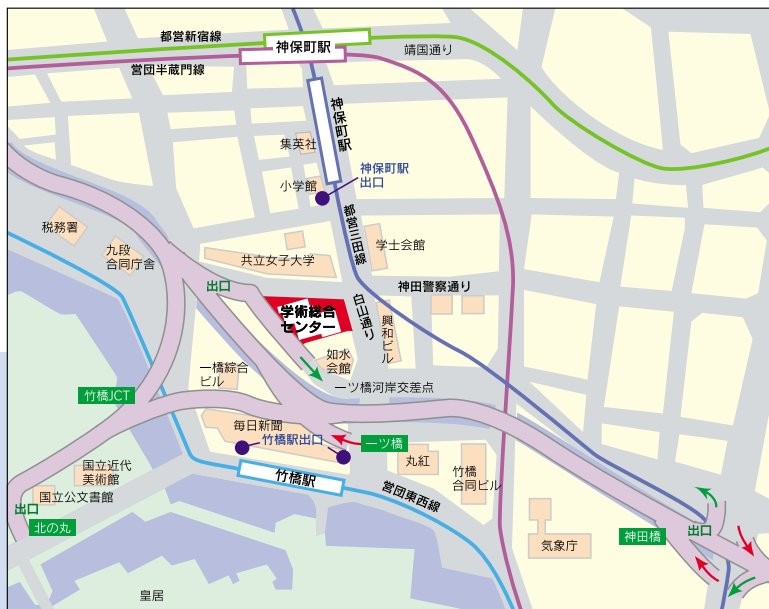 都営新宿線
神保町駅
靖国通り
営団半蔵門線
神保町駅
集英社
小学館
神保町駅
出口
税務署
九段
合同庁舎
共立女子大学
都営三田線
学士会館
出口
神田警察通り
学術総合
センター
白山通り
興和ビル
如水
会館
一橋綜合
ビル
一ツ橋河岸交差点
竹橋JCT
毎日新聞
竹橋駅出口
一ツ橋
丸紅
竹橋
合同ビル
国立近代
美術館
国立公文書館
竹橋駅
営団東西線
出口
北の丸
気象庁
神田橋
出口
皇居